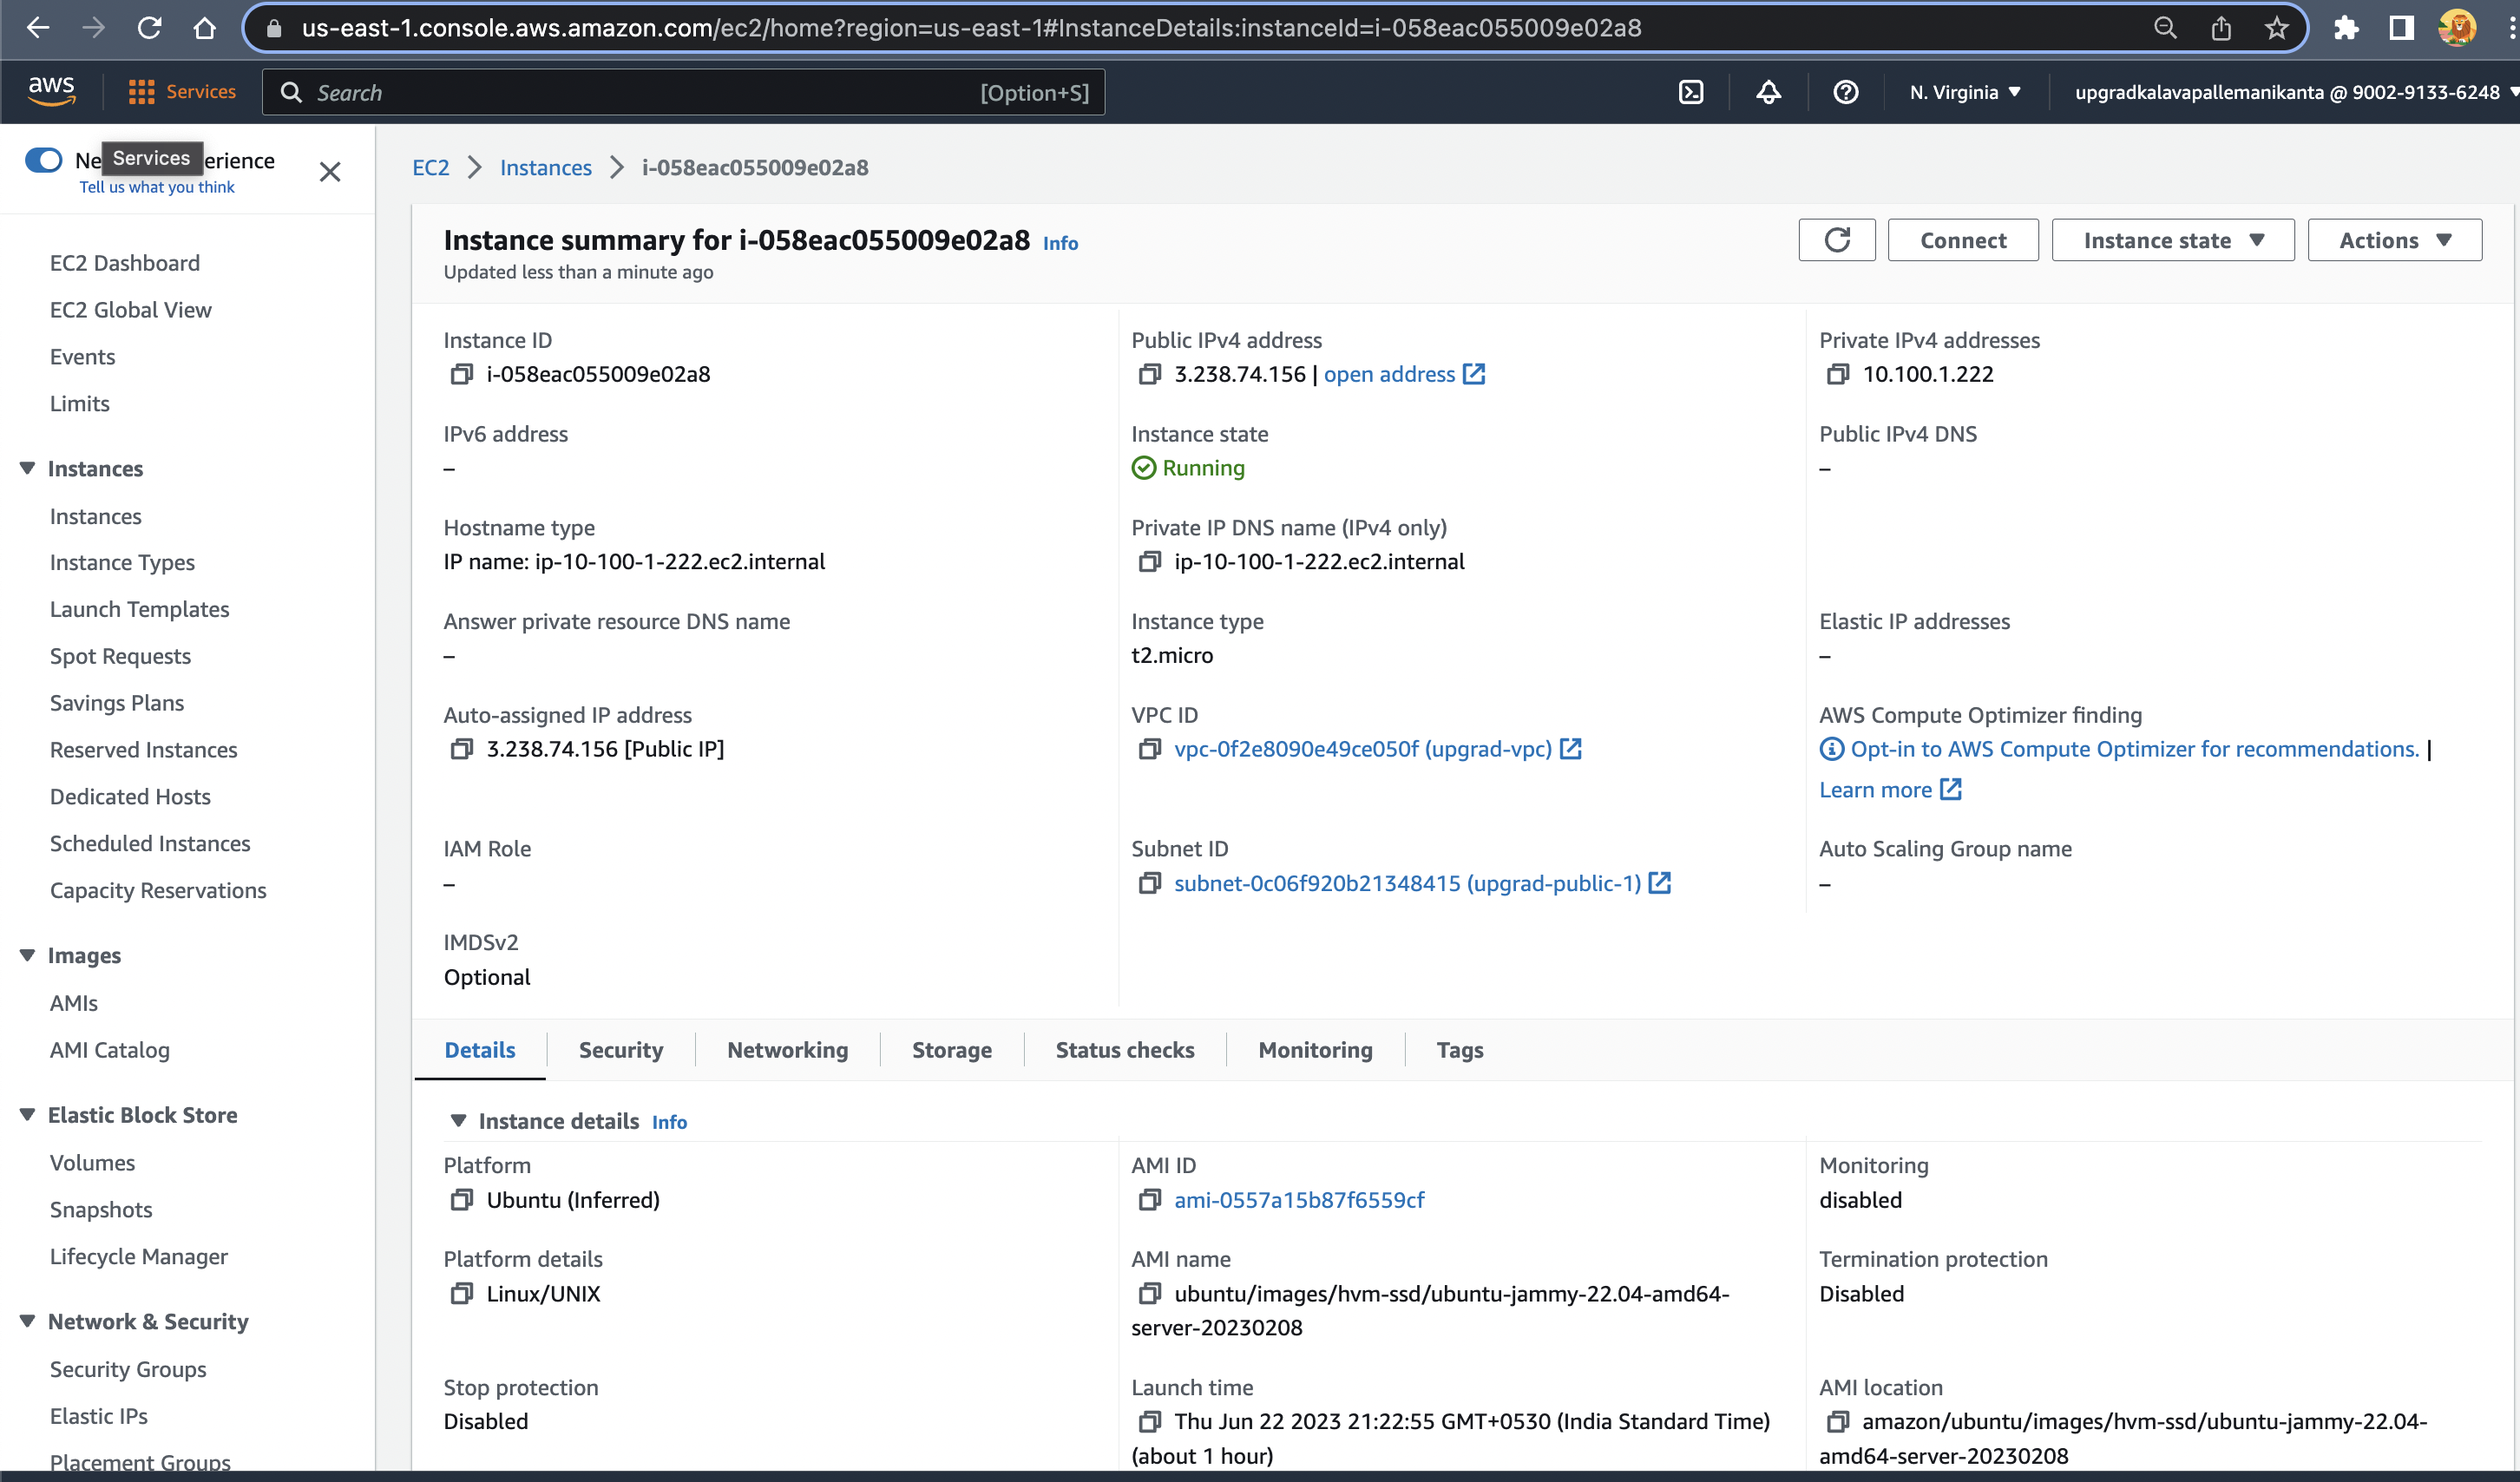 us-east-1.console.aws.amazon.com/ec2/home?region=us-east-1#InstanceDetails:instanceId=i-058eac055009e02a8
aws
Services
Search
[Option+S]
N. Virginia
upgradkalavapallemanikanta @ 9002-9133-6248
Ne
Services
erience
Tell us what you think
EC2 Dashboard
EC2 Global View
Events
Limits
Instances
Instances
Instance Types
Launch Templates
Spot Requests
Savings Plans
Reserved Instances
Dedicated Hosts
Scheduled Instances
Capacity Reservations
Images
AMIs
AMI Catalog
Elastic Block Store
Volumes
Snapshots
Lifecycle Manager
Network & Security
Security Groups
Elastic IPs
Placement Groups
EC2 > Instances > i-058eac055009e02a8
Instance summary for i-058eac055009e02a8 Info
Updated less than a minute ago
Connect
Instance state
Actions
Instance ID
i-058eac055009e02a8
Public IPv4 address
3.238.74.156 | open address
Private IPv4 addresses
10.100.1.222
IPv6 address
–
Instance state
Running
Public IPv4 DNS
–
Hostname type
IP name: ip-10-100-1-222.ec2.internal
Private IP DNS name (IPv4 only)
ip-10-100-1-222.ec2.internal
Answer private resource DNS name
–
Instance type
t2.micro
Elastic IP addresses
–
Auto-assigned IP address
3.238.74.156 [Public IP]
VPC ID
vpc-0f2e8090e49ce050f (upgrad-vpc)
AWS Compute Optimizer finding
Opt-in to AWS Compute Optimizer for recommendations. |
Learn more
IAM Role
–
Subnet ID
subnet-0c06f920b21348415 (upgrad-public-1)
Auto Scaling Group name
–
IMDSv2
Optional
Details
Security
Networking
Storage
Status checks
Monitoring
Tags
Instance details Info
Platform
Ubuntu (Inferred)
AMI ID
ami-0557a15b87f6559cf
Monitoring
disabled
Platform details
Linux/UNIX
AMI name
ubuntu/images/hvm-ssd/ubuntu-jammy-22.04-amd64-
server-20230208
Termination protection
Disabled
Stop protection
Disabled
Launch time
Thu Jun 22 2023 21:22:55 GMT+0530 (India Standard Time)
(about 1 hour)
AMI location
amazon/ubuntu/images/hvm-ssd/ubuntu-jammy-22.04-
amd64-server-20230208